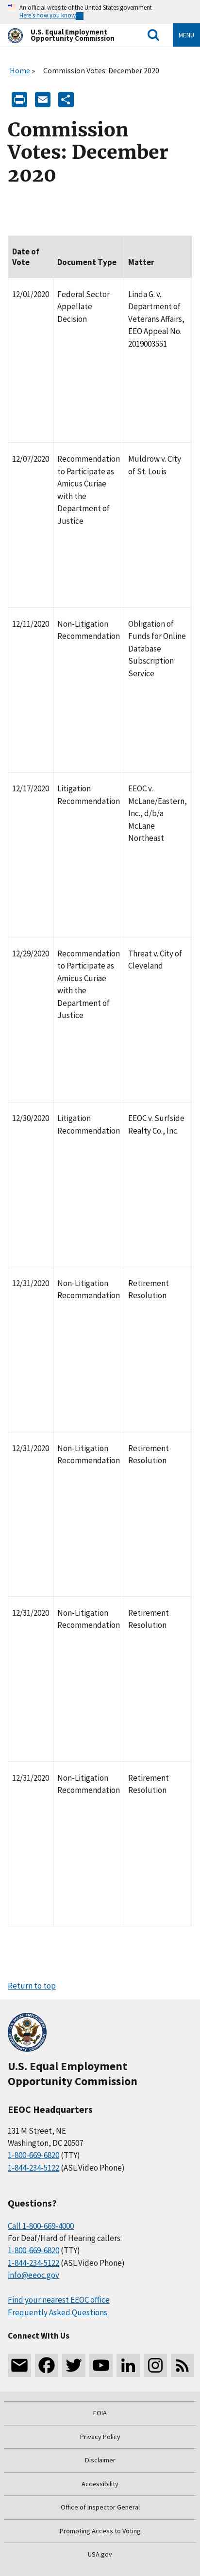 An official website of the United States government
Here's how you know
U.S. Equal Employment
Opportunity Commission
MENU
Home » Commission Votes: December 2020
Commission
Votes: December
2020
Date of
Vote
Document Type
Matter
12/01/2020
Federal Sector
Appellate
Decision
Linda G. v.
Department of
Veterans Affairs,
EEO Appeal No.
2019003551
12/07/2020
Recommendation
to Participate as
Amicus Curiae
with the
Department of
Justice
Muldrow v. City
of St. Louis
12/11/2020
Non-Litigation
Recommendation
Obligation of
Funds for Online
Database
Subscription
Service
12/17/2020
Litigation
Recommendation
EEOC v.
McLane/Eastern,
Inc., d/b/a
McLane
Northeast
12/29/2020
Recommendation
to Participate as
Amicus Curiae
with the
Department of
Justice
Threat v. City of
Cleveland
12/30/2020
Litigation
Recommendation
EEOC v. Surfside
Realty Co., Inc.
12/31/2020
Non-Litigation
Recommendation
Retirement
Resolution
12/31/2020
Non-Litigation
Recommendation
Retirement
Resolution
12/31/2020
Non-Litigation
Recommendation
Retirement
Resolution
12/31/2020
Non-Litigation
Recommendation
Retirement
Resolution
Return to top
U.S. Equal Employment
Opportunity Commission
EEOC Headquarters
131 M Street, NE
Washington, DC 20507
1-800-669-6820 (TTY)
1-844-234-5122 (ASL Video Phone)
Questions?
Call 1-800-669-4000
For Deaf/Hard of Hearing callers:
1-800-669-6820 (TTY)
1-844-234-5122 (ASL Video Phone)
info@eeoc.gov
Find your nearest EEOC office
Frequently Asked Questions
Connect With Us
FOIA
Privacy Policy
Disclaimer
Accessibility
Office of Inspector General
Promoting Access to Voting
USA.gov